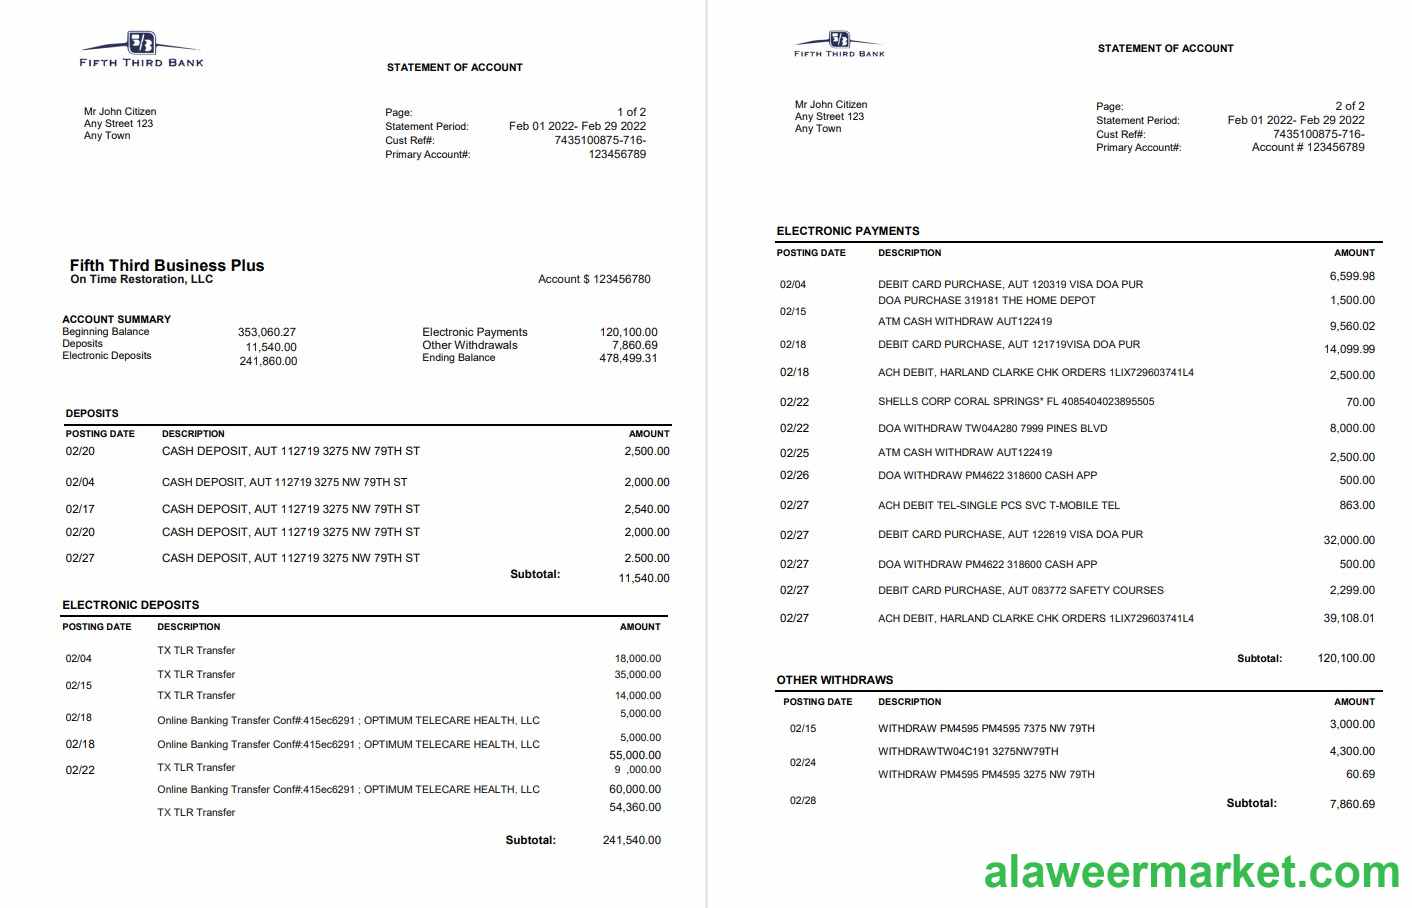 5/3
FIFTH THIRD BANK
STATEMENT OF ACCOUNT
Mr John Citizen
Any Street 123
Any Town
Page: 1 of 2
Statement Period: Feb 01 2022- Feb 29 2022
Cust Ref#: 7435100875-716-
Primary Account#: 123456789
Fifth Third Business Plus
On Time Restoration, LLC Account $ 123456780
ACCOUNT SUMMARY
Beginning Balance 353,060.27 Electronic Payments 120,100.00
Deposits 11,540.00 Other Withdrawals 7,860.69
Electronic Deposits 241,860.00 Ending Balance 478,499.31
DEPOSITS
POSTING DATE DESCRIPTION AMOUNT
02/20 CASH DEPOSIT, AUT 112719 3275 NW 79TH ST 2,500.00
02/04 CASH DEPOSIT, AUT 112719 3275 NW 79TH ST 2,000.00
02/17 CASH DEPOSIT, AUT 112719 3275 NW 79TH ST 2,540.00
02/20 CASH DEPOSIT, AUT 112719 3275 NW 79TH ST 2,000.00
02/27 CASH DEPOSIT, AUT 112719 3275 NW 79TH ST 2.500.00
Subtotal: 11,540.00
ELECTRONIC DEPOSITS
POSTING DATE DESCRIPTION AMOUNT
TX TLR Transfer
02/04 18,000.00
TX TLR Transfer 35,000.00
02/15
TX TLR Transfer 14,000.00
02/18 Online Banking Transfer Conf#:415ec6291 ; OPTIMUM TELECARE HEALTH, LLC 5,000.00
02/18 Online Banking Transfer Conf#:415ec6291 ; OPTIMUM TELECARE HEALTH, LLC 5,000.00
55,000.00
02/22 TX TLR Transfer 9 ,000.00
Online Banking Transfer Conf#:415ec6291 ; OPTIMUM TELECARE HEALTH, LLC 60,000.00
TX TLR Transfer 54,360.00
Subtotal: 241,540.00
5/3
FIFTH THIRD BANK
STATEMENT OF ACCOUNT
Mr John Citizen
Any Street 123
Any Town
Page: 2 of 2
Statement Period: Feb 01 2022- Feb 29 2022
Cust Ref#: 7435100875-716-
Primary Account#: Account # 123456789
ELECTRONIC PAYMENTS
POSTING DATE DESCRIPTION AMOUNT
02/04 DEBIT CARD PURCHASE, AUT 120319 VISA DOA PUR 6,599.98
DOA PURCHASE 319181 THE HOME DEPOT 1,500.00
02/15
ATM CASH WITHDRAW AUT122419 9,560.02
02/18 DEBIT CARD PURCHASE, AUT 121719VISA DOA PUR 14,099.99
02/18 ACH DEBIT, HARLAND CLARKE CHK ORDERS 1LIX729603741L4 2,500.00
02/22 SHELLS CORP CORAL SPRINGS* FL 4085404023895505 70.00
02/22 DOA WITHDRAW TW04A280 7999 PINES BLVD 8,000.00
02/25 ATM CASH WITHDRAW AUT122419 2,500.00
02/26 DOA WITHDRAW PM4622 318600 CASH APP 500.00
02/27 ACH DEBIT TEL-SINGLE PCS SVC T-MOBILE TEL 863.00
02/27 DEBIT CARD PURCHASE, AUT 122619 VISA DOA PUR 32,000.00
02/27 DOA WITHDRAW PM4622 318600 CASH APP 500.00
02/27 DEBIT CARD PURCHASE, AUT 083772 SAFETY COURSES 2,299.00
02/27 ACH DEBIT, HARLAND CLARKE CHK ORDERS 1LIX729603741L4 39,108.01
Subtotal: 120,100.00
OTHER WITHDRAWS
POSTING DATE DESCRIPTION AMOUNT
02/15 WITHDRAW PM4595 PM4595 7375 NW 79TH 3,000.00
WITHDRAWTW04C191 3275NW79TH 4,300.00
02/24
WITHDRAW PM4595 PM4595 3275 NW 79TH 60.69
02/28
Subtotal: 7,860.69
alaweermarket.com